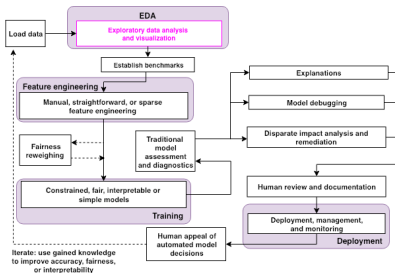 EDA
Load data
Exploratory data analysis
and visualization
Establish benchmarks
Feature engineering
Manual, straightforward, or sparse
feature engineering
Fairness
reweighing
Traditional
model
assessment
and diagnostics
Explanations
Model debugging
Disparate impact analysis and
remediation
Constrained, fair, interpretable or
simple models
Training
Human review and documentation
Deployment, management,
and monitoring
Deployment
Human appeal of
automated model
decisions
Iterate: use gained knowledge
to improve accuracy, fairness,
or interpretability